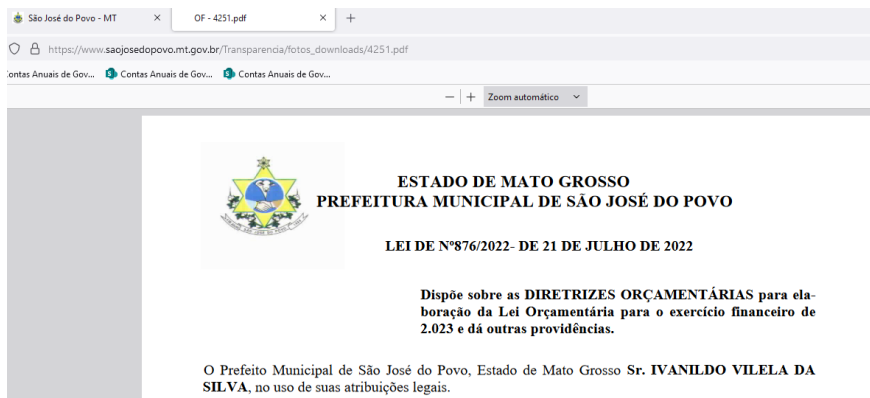 São José do Povo - MT
OF - 4251.pdf
https://www.saojosedopovo.mt.gov.br/Transparencia/fotos_downloads/4251.pdf
Contas Anuais de Gov... Contas Anuais de Gov... Contas Anuais de Gov...
Zoom automático
ESTADO DE MATO GROSSO
PREFEITURA MUNICIPAL DE SÃO JOSÉ DO POVO
LEI DE Nº876/2022- DE 21 DE JULHO DE 2022
Dispõe sobre as DIRETRIZES ORÇAMENTÁRIAS para ela-
boração da Lei Orçamentária para o exercício financeiro de
2.023 e dá outras providências.
O Prefeito Municipal de São José do Povo, Estado de Mato Grosso Sr. IVANILDO VILELA DA
SILVA, no uso de suas atribuições legais.